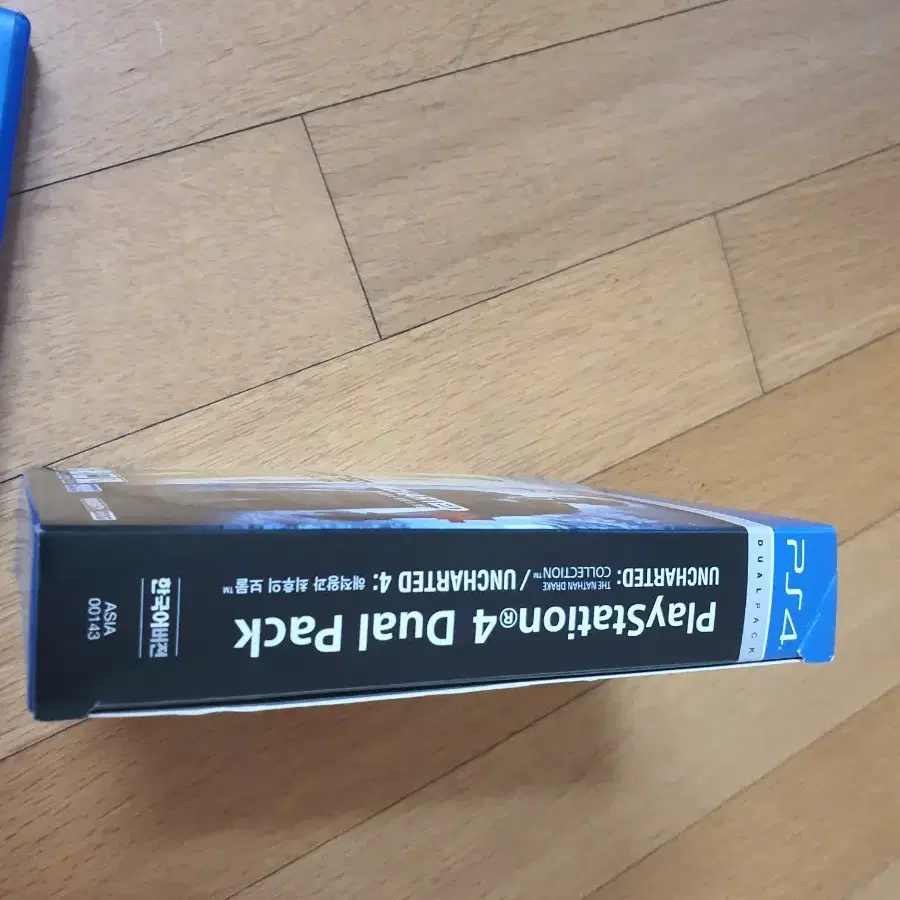 PS4
DUALPACK
PlayStation®4 Dual Pack
UNCHARTED: THE NATHAN DRAKE COLLECTION™ / UNCHARTED 4: 해적왕과 최후의 보물™
한국어버전
ASIA
00143